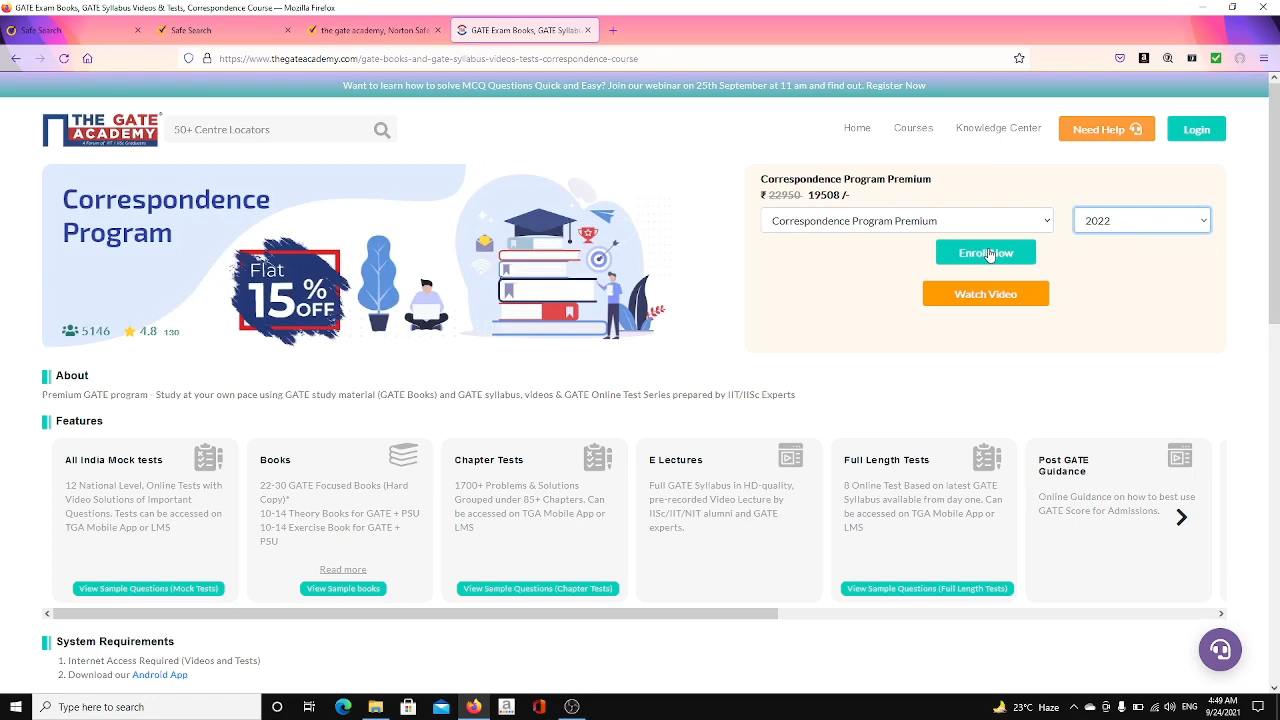 GATE Exam Books, GATE Syllabus Videos & Tests, Correspondence Course — Mozilla Firefox
Safe Search
Safe Search
the gate academy, Norton Safe
GATE Exam Books, GATE Syllabu
https://www.thegateacademy.com/gate-books-and-gate-syllabus-videos-tests-correspondence-course
Want to learn how to solve MCQ Questions Quick and Easy? Join our webinar on 25th September at 11 am and find out. Register Now
THE GATE ACADEMY
A Forum of IIT / IISc Graduates
50+ Centre Locators
Home
Courses
Knowledge Center
Need Help
Login
Correspondence
Program
Flat
15% OFF
5146
4.8
130
Correspondence Program Premium
₹ 22950 19508 /-
Correspondence Program Premium
2022
Enroll Now
Watch Video
About
Premium GATE program - Study at your own pace using GATE study material (GATE Books) and GATE syllabus, videos & GATE Online Test Series prepared by IIT/IISc Experts
Features
All India Mock tests
12 National Level, Online Tests with
Video Solutions of Important
Questions. Tests can be accessed on
TGA Mobile App or LMS
View Sample Questions (Mock Tests)
Books
22-30 GATE Focused Books (Hard
Copy)*
10-14 Theory Books for GATE + PSU
10-14 Exercise Book for GATE +
PSU
Read more
View Sample books
Chapter Tests
1700+ Problems & Solutions
Grouped under 85+ Chapters. Can
be accessed on TGA Mobile App or
LMS
View Sample Questions (Chapter Tests)
E Lectures
Full GATE Syllabus in HD-quality,
pre-recorded Video Lecture by
IISc/IIT/NIT alumni and GATE
experts.
Full Length Tests
8 Online Test Based on latest GATE
Syllabus available from day one. Can
be accessed on TGA Mobile App or
LMS
View Sample Questions (Full Length Tests)
Post GATE
Guidance
Online Guidance on how to best use
GATE Score for Admissions.
System Requirements
1. Internet Access Required (Videos and Tests)
2. Download our Android App
Type here to search
23°C Haze
ENG
4:49 AM
9/24/2021